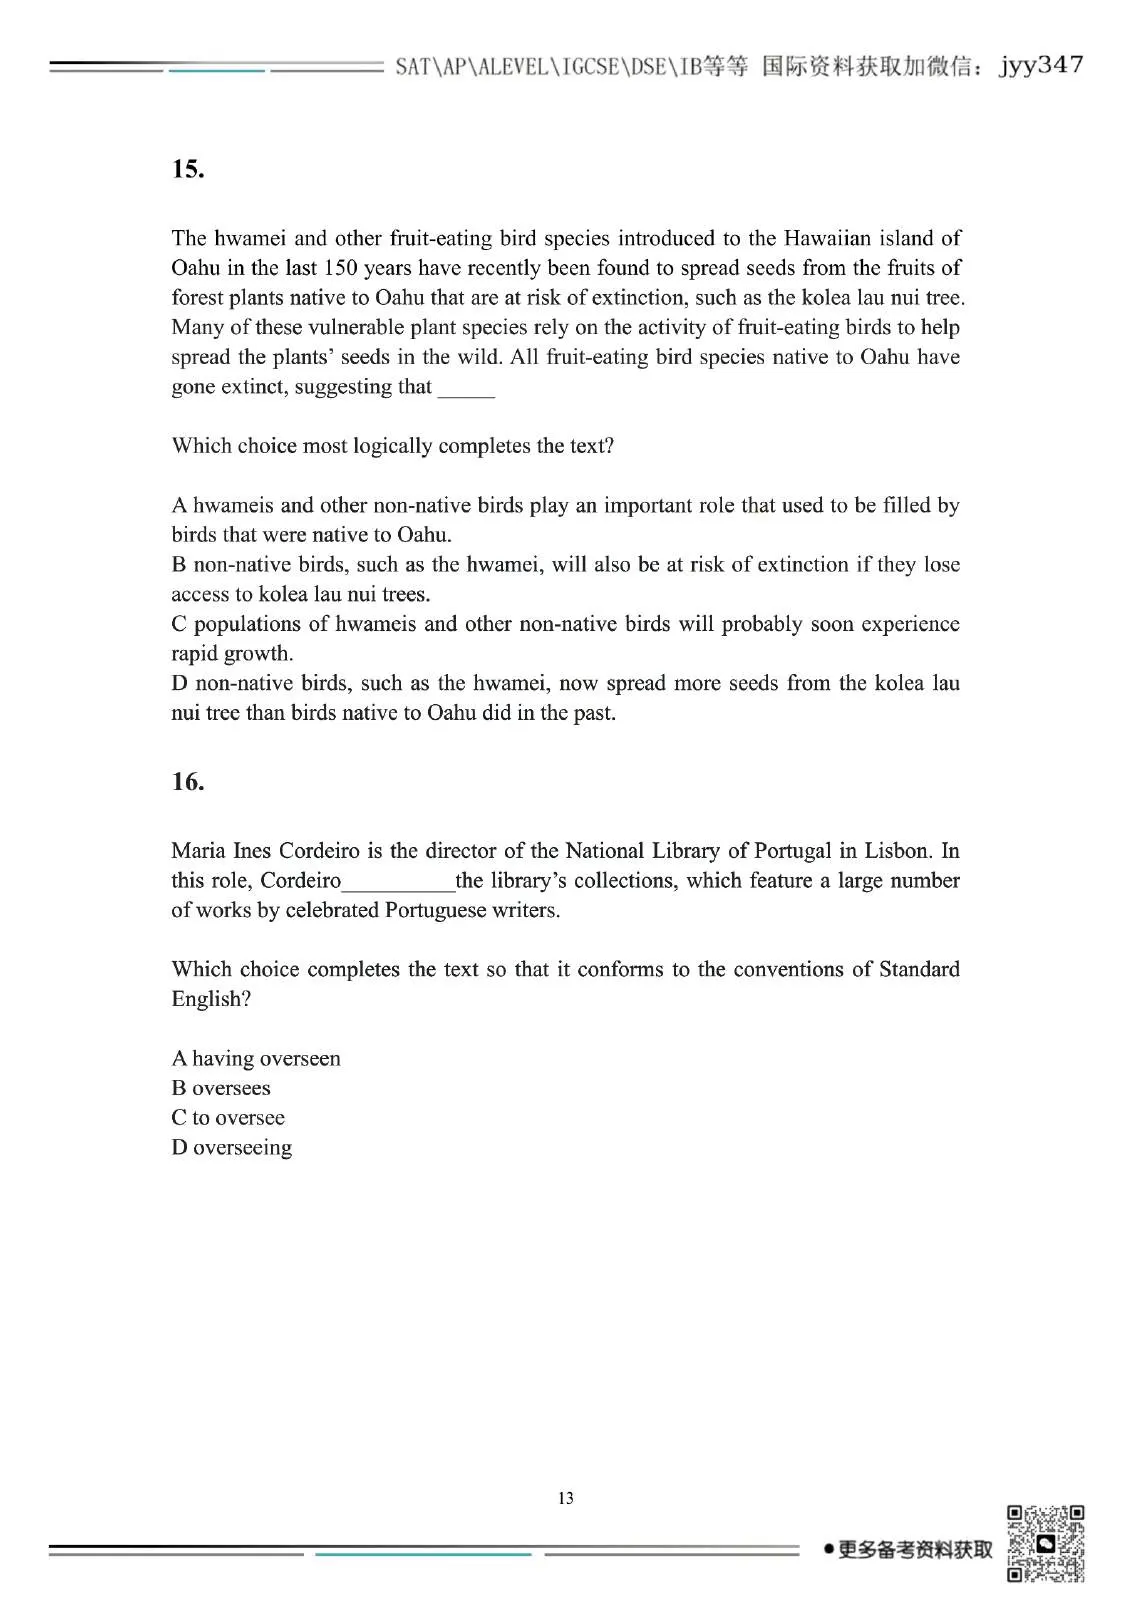 SAT\AP\ALEVEL\IGCSE\DSE\IB等等 国际资料获取加微信：jyy347
15.
The hwamei and other fruit-eating bird species introduced to the Hawaiian island of
Oahu in the last 150 years have recently been found to spread seeds from the fruits of
forest plants native to Oahu that are at risk of extinction, such as the kolea lau nui tree.
Many of these vulnerable plant species rely on the activity of fruit-eating birds to help
spread the plants’ seeds in the wild. All fruit-eating bird species native to Oahu have
gone extinct, suggesting that _____
Which choice most logically completes the text?
A hwameis and other non-native birds play an important role that used to be filled by
birds that were native to Oahu.
B non-native birds, such as the hwamei, will also be at risk of extinction if they lose
access to kolea lau nui trees.
C populations of hwameis and other non-native birds will probably soon experience
rapid growth.
D non-native birds, such as the hwamei, now spread more seeds from the kolea lau
nui tree than birds native to Oahu did in the past.
16.
Maria Ines Cordeiro is the director of the National Library of Portugal in Lisbon. In
this role, Cordeiro__________the library’s collections, which feature a large number
of works by celebrated Portuguese writers.
Which choice completes the text so that it conforms to the conventions of Standard
English?
A having overseen
B oversees
C to oversee
D overseeing
13
●更多备考资料获取